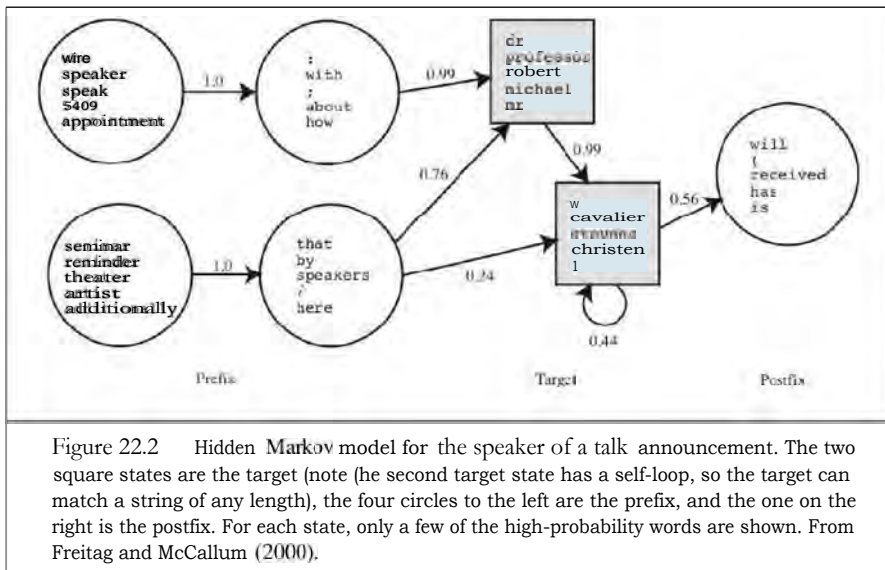 wire
speaker
speak
5409
appointment
1.0
:
with
;
about
how
0.99
dr
professor
robert
michael
mr
0.99
0.76
seminar
reminder
theater
artist
additionally
1.0
that
by
speakers
/
here
0.24
w
cavalier
christen
l
0.44
0.56
will
(
received
has
is
Prefix
Target
Postfix
Figure 22.2 Hidden Markov model for the speaker of a talk announcement. The two
square states are the target (note (he second target state has a self-loop, so the target can
match a string of any length), the four circles to the left are the prefix, and the one on the
right is the postfix. For each state, only a few of the high-probability words are shown. From
Freitag and McCallum (2000).